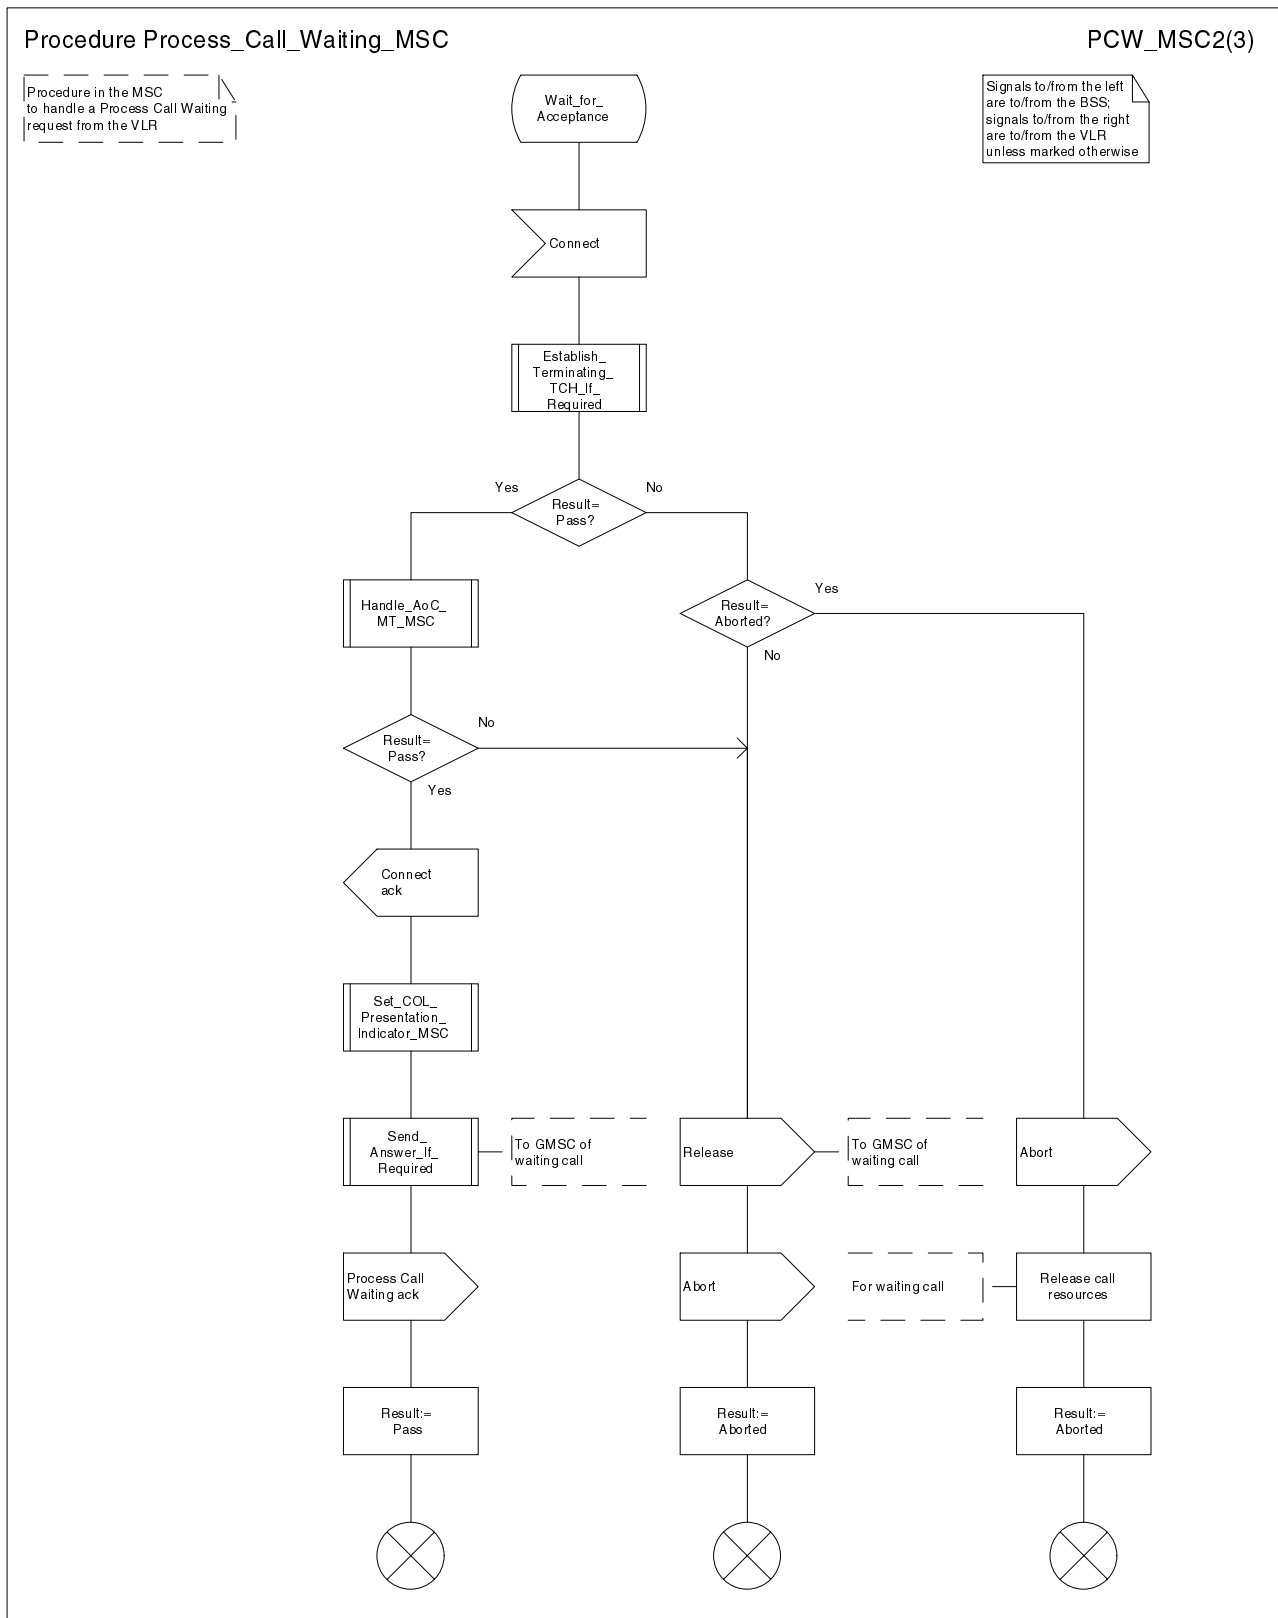 Procedure Process_Call_Waiting_MSC
PCW_MSC2(3)
Procedure in the MSC
to handle a Process Call Waiting
request from the VLR
Wait_for_
Acceptance
Signals to/from the left
are to/from the BSS;
signals to/from the right
are to/from the VLR
unless marked otherwise
Connect
Establish_
Terminating_
TCH_If_
Required
Yes
No
Result=
Pass?
Handle_AoC_
MT_MSC
Result=
Aborted?
Yes
No
Result=
Pass?
No
Yes
Connect
ack
Set_COL_
Presentation_
Indicator_MSC
Send_
Answer_If_
Required
To GMSC of
waiting call
Release
To GMSC of
waiting call
Abort
Process Call
Waiting ack
Abort
For waiting call
Release call
resources
Result:=
Pass
Result:=
Aborted
Result:=
Aborted